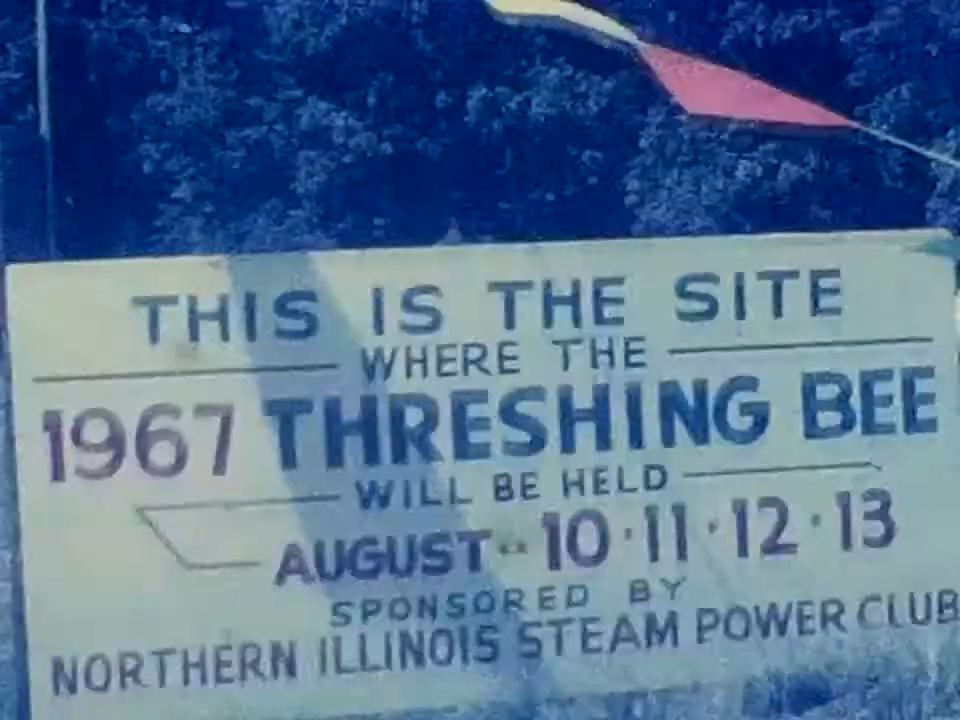 THIS IS THE SITE
WHERE THE
1967 THRESHING BEE
WILL BE HELD
AUGUST - 10 · 11 · 12 · 13
SPONSORED BY
NORTHERN ILLINOIS STEAM POWER CLUB